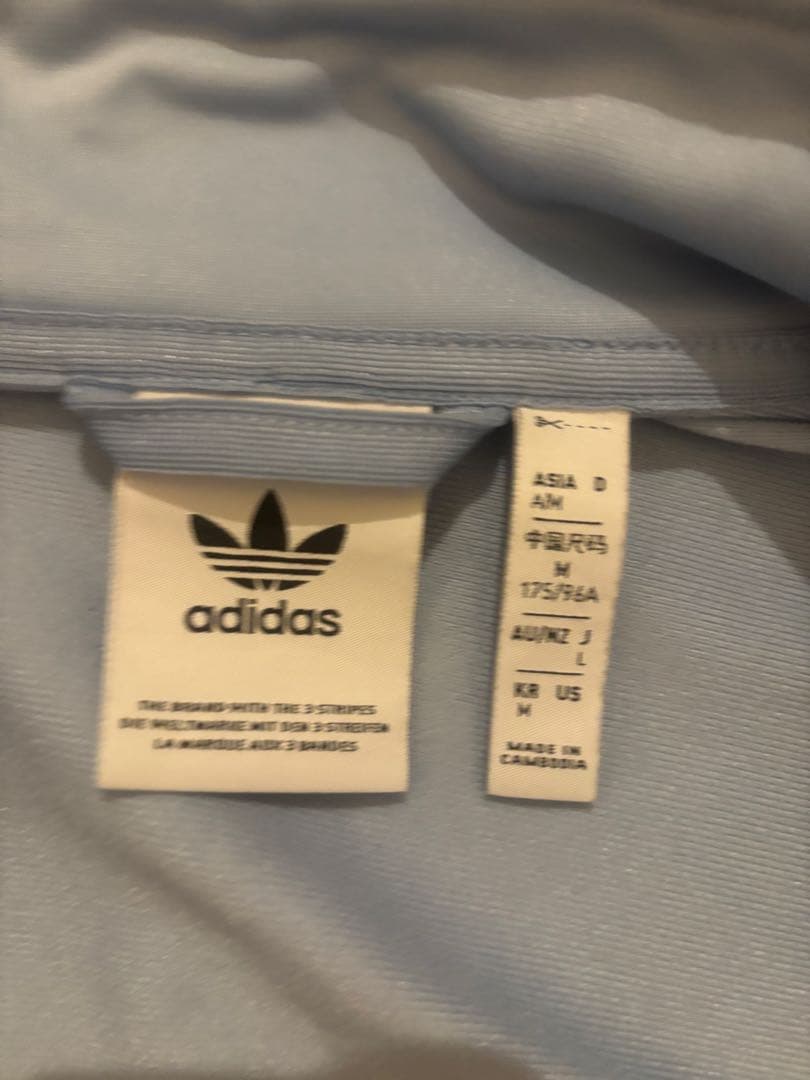 adidas
THE BRAND WITH THE 3 STRIPES
DIE WELTMARKE MIT DEN 3 STREIFEN
LA MARQUE AUX 3 BANDES
ASIA D
A/M
中国尺码
M
175/96A
AU/NZ J
L
KR US
M
MADE IN
CAMBODIA